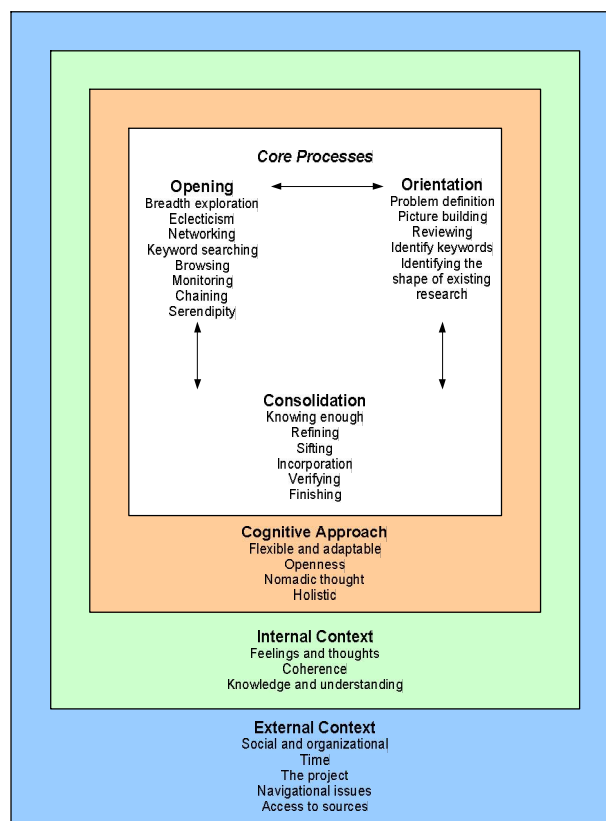 Core Processes
Opening
Breadth exploration
Eclecticism
Networking
Keyword searching
Browsing
Monitoring
Chaining
Serendipity
Orientation
Problem definition
Picture building
Reviewing
Identify keywords
Identifying the
shape of existing
research
Consolidation
Knowing enough
Refining
Sifting
Incorporation
Verifying
Finishing
Cognitive Approach
Flexible and adaptable
Openness
Nomadic thought
Holistic
Internal Context
Feelings and thoughts
Coherence
Knowledge and understanding
External Context
Social and organizational
Time
The project
Navigational issues
Access to sources